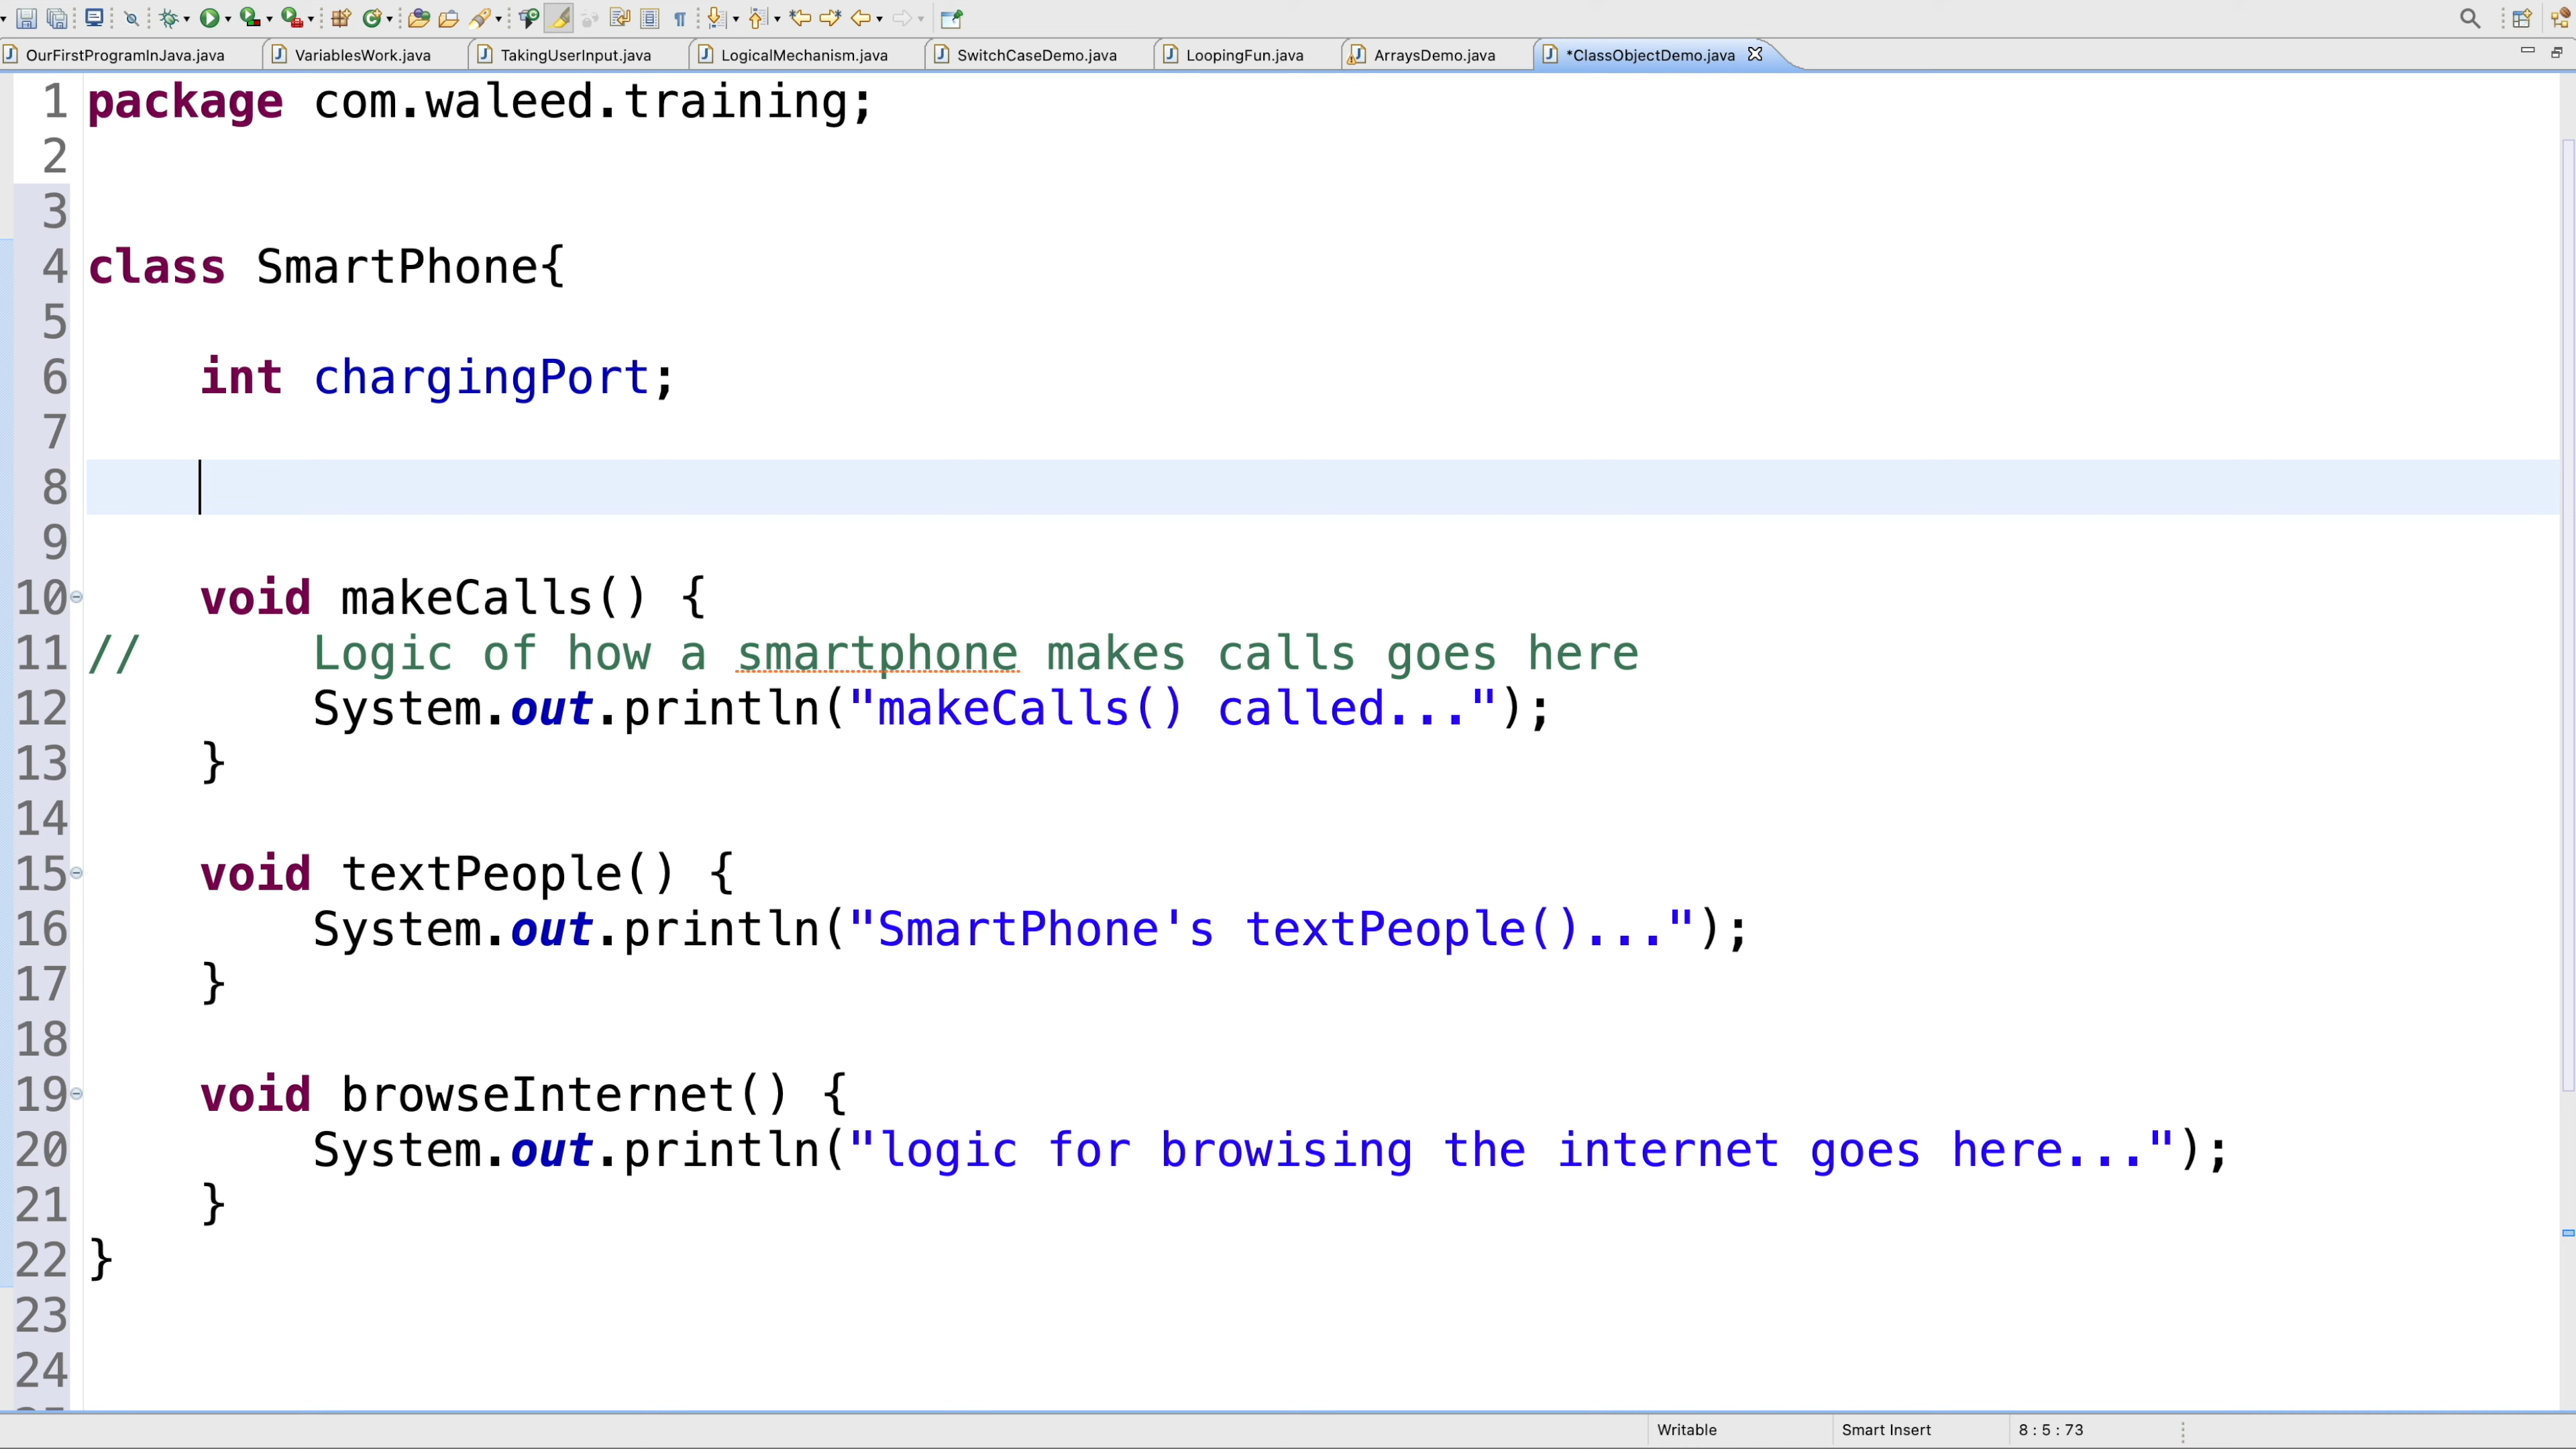 OurFirstProgramInJava.java VariablesWork.java TakingUserInput.java LogicalMechanism.java SwitchCaseDemo.java LoopingFun.java ArraysDemo.java *ClassObjectDemo.java
1 package com.waleed.training;
2
3
4 class SmartPhone{
5
6 int chargingPort;
7
8
9
10 void makeCalls() {
11 // Logic of how a smartphone makes calls goes here
12 System.out.println("makeCalls() called...");
13 }
14
15 void textPeople() {
16 System.out.println("SmartPhone's textPeople()...");
17 }
18
19 void browseInternet() {
20 System.out.println("logic for browising the internet goes here...");
21 }
22 }
23
24
Writable Smart Insert 8 : 5 : 73